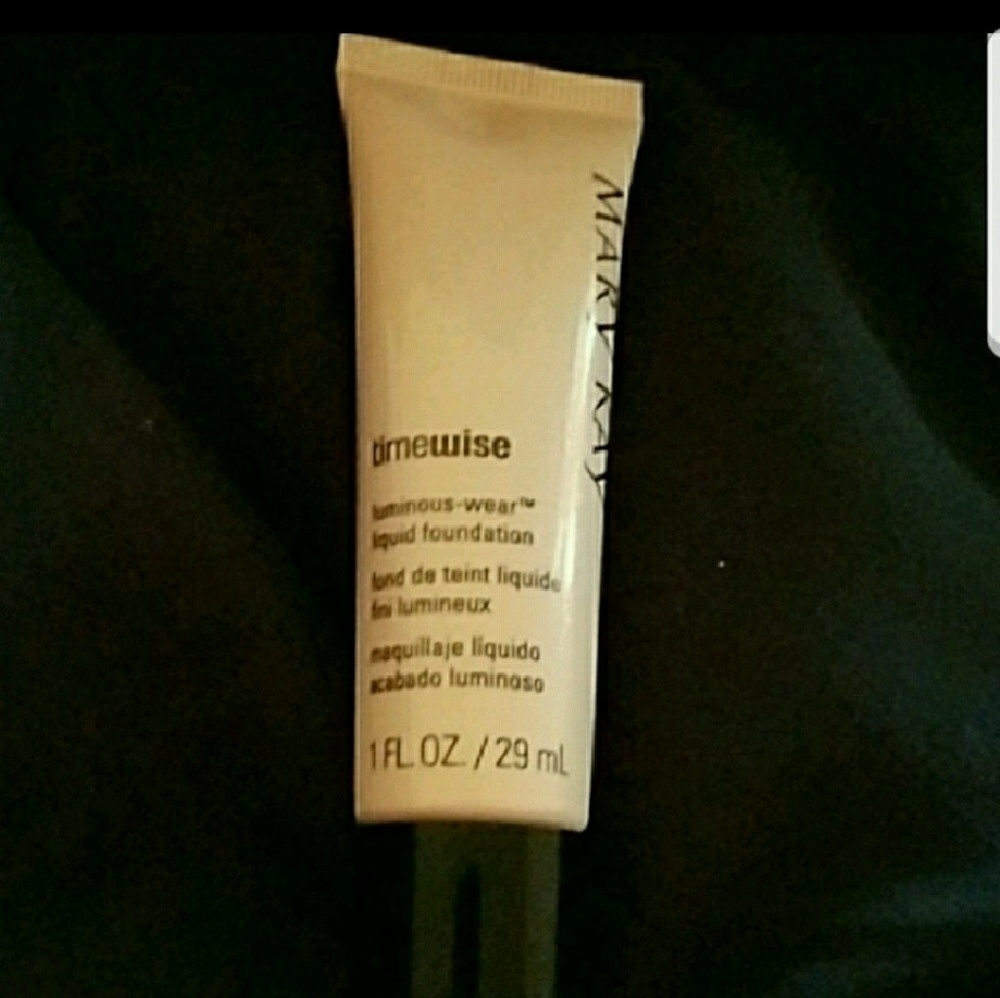 MARY KAY
timewise
luminous-wear™
liquid foundation
fond de teint liquide
fini lumineux
maquillaje líquido
acabado luminoso
1 FL. OZ. / 29 mL